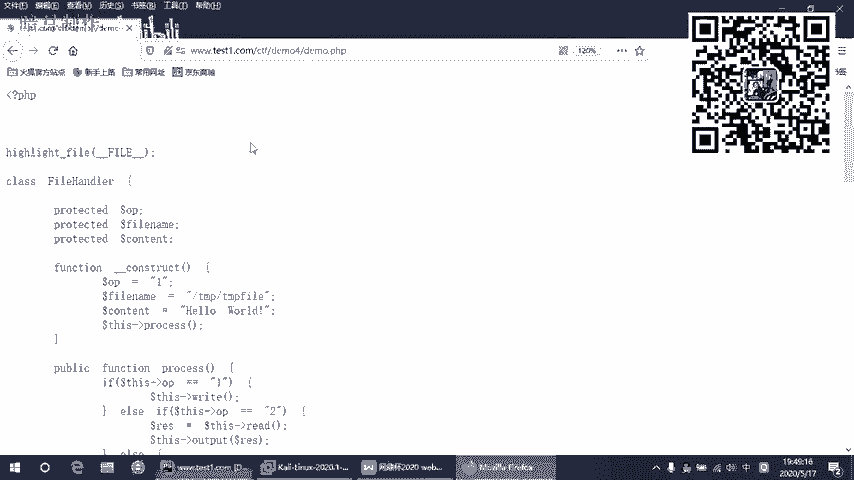 文件(F) 编辑(E) 查看(V) 历史(S) 书签(B) 工具(T) 帮助(H)
www.test1.com/ctf/demo4/demo.php
120%
火狐官方站点 新手上路 常用网址 京东商城
<?php
highlight_file(__FILE__);
class FileHandler {
protected $op;
protected $filename;
protected $content;
function __construct() {
$op = "1";
$filename = "/tmp/tmpfile";
$content = "Hello World!";
$this->process();
}
public function process() {
if($this->op == "1") {
$this->write();
} else if($this->op == "2") {
$res = $this->read();
$this->output($res);
} else {
www.test1.com [D...
Kali-Linux-2020.1-...
网鼎杯2020 web...
Mozilla Firefox
中
19:49:16
2020/5/17